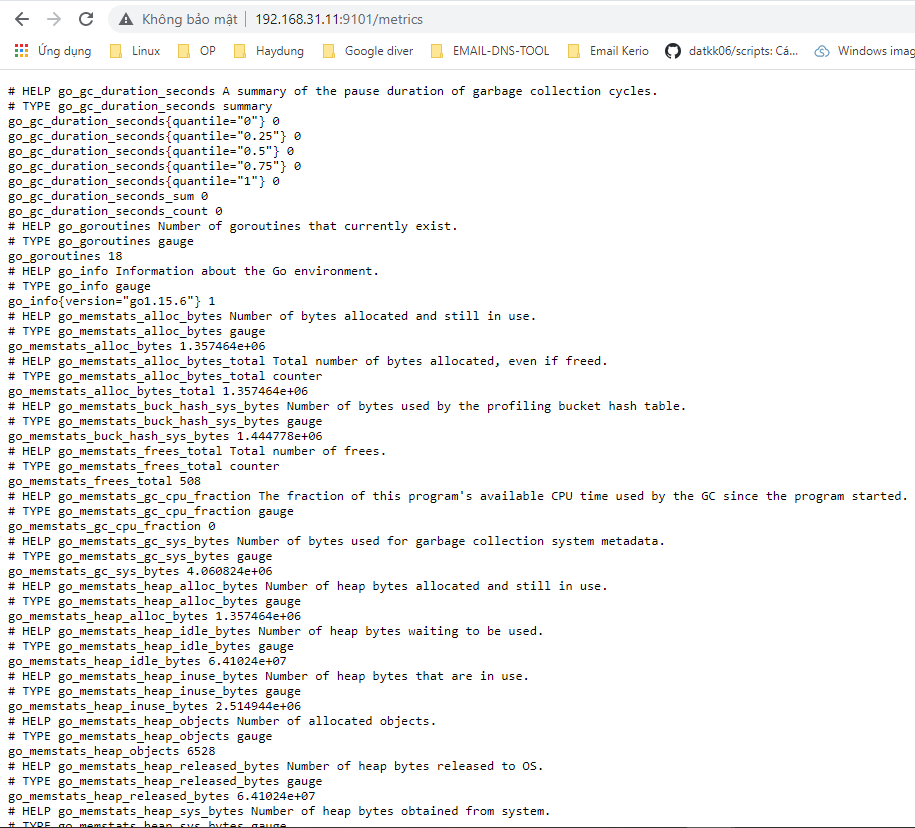 Không bảo mật 192.168.31.11:9101/metrics
Ứng dụng Linux OP Haydung Google diver EMAIL-DNS-TOOL Email Kerio datkk06/scripts: Cá... Windows imag
# HELP go_gc_duration_seconds A summary of the pause duration of garbage collection cycles.
# TYPE go_gc_duration_seconds summary
go_gc_duration_seconds{quantile="0"} 0
go_gc_duration_seconds{quantile="0.25"} 0
go_gc_duration_seconds{quantile="0.5"} 0
go_gc_duration_seconds{quantile="0.75"} 0
go_gc_duration_seconds{quantile="1"} 0
go_gc_duration_seconds_sum 0
go_gc_duration_seconds_count 0
# HELP go_goroutines Number of goroutines that currently exist.
# TYPE go_goroutines gauge
go_goroutines 18
# HELP go_info Information about the Go environment.
# TYPE go_info gauge
go_info{version="go1.15.6"} 1
# HELP go_memstats_alloc_bytes Number of bytes allocated and still in use.
# TYPE go_memstats_alloc_bytes gauge
go_memstats_alloc_bytes 1.357464e+06
# HELP go_memstats_alloc_bytes_total Total number of bytes allocated, even if freed.
# TYPE go_memstats_alloc_bytes_total counter
go_memstats_alloc_bytes_total 1.357464e+06
# HELP go_memstats_buck_hash_sys_bytes Number of bytes used by the profiling bucket hash table.
# TYPE go_memstats_buck_hash_sys_bytes gauge
go_memstats_buck_hash_sys_bytes 1.444778e+06
# HELP go_memstats_frees_total Total number of frees.
# TYPE go_memstats_frees_total counter
go_memstats_frees_total 508
# HELP go_memstats_gc_cpu_fraction The fraction of this program's available CPU time used by the GC since the program started.
# TYPE go_memstats_gc_cpu_fraction gauge
go_memstats_gc_cpu_fraction 0
# HELP go_memstats_gc_sys_bytes Number of bytes used for garbage collection system metadata.
# TYPE go_memstats_gc_sys_bytes gauge
go_memstats_gc_sys_bytes 4.060824e+06
# HELP go_memstats_heap_alloc_bytes Number of heap bytes allocated and still in use.
# TYPE go_memstats_heap_alloc_bytes gauge
go_memstats_heap_alloc_bytes 1.357464e+06
# HELP go_memstats_heap_idle_bytes Number of heap bytes waiting to be used.
# TYPE go_memstats_heap_idle_bytes gauge
go_memstats_heap_idle_bytes 6.41024e+07
# HELP go_memstats_heap_inuse_bytes Number of heap bytes that are in use.
# TYPE go_memstats_heap_inuse_bytes gauge
go_memstats_heap_inuse_bytes 2.514944e+06
# HELP go_memstats_heap_objects Number of allocated objects.
# TYPE go_memstats_heap_objects gauge
go_memstats_heap_objects 6528
# HELP go_memstats_heap_released_bytes Number of heap bytes released to OS.
# TYPE go_memstats_heap_released_bytes gauge
go_memstats_heap_released_bytes 6.41024e+07
# HELP go_memstats_heap_sys_bytes Number of heap bytes obtained from system.
# TYPE go_memstats_heap_sys_bytes gauge